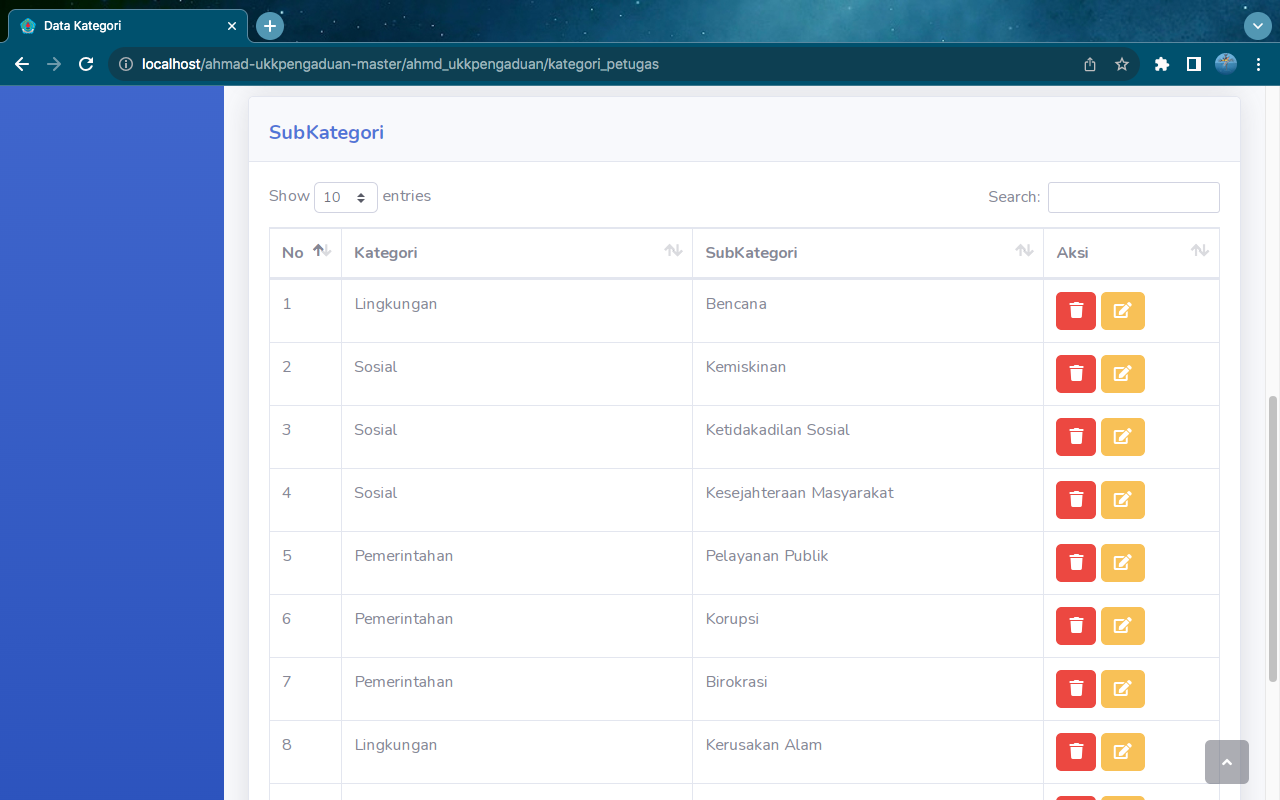 Data Kategori
localhost/ahmad-ukkpengaduan-master/ahmd_ukkpengaduan/kategori_petugas
SubKategori
Show 10 entries Search:
No Kategori SubKategori Aksi
1 Lingkungan Bencana
2 Sosial Kemiskinan
3 Sosial Ketidakadilan Sosial
4 Sosial Kesejahteraan Masyarakat
5 Pemerintahan Pelayanan Publik
6 Pemerintahan Korupsi
7 Pemerintahan Birokrasi
8 Lingkungan Kerusakan Alam